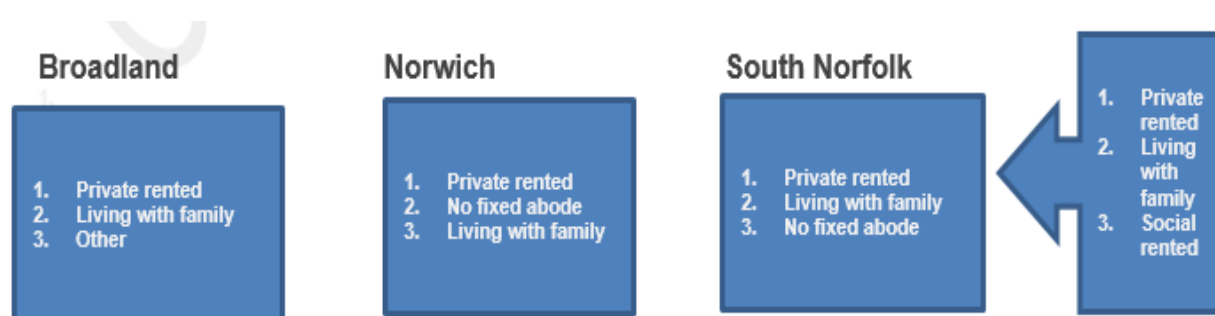 Broadland
1.
1. Private rented
2. Living with family
3. Other
Norwich
1. Private rented
2. No fixed abode
3. Living with family
South Norfolk
1. Private rented
2. Living with family
3. No fixed abode
1. Private
rented
2. Living
with
family
3. Social
rented